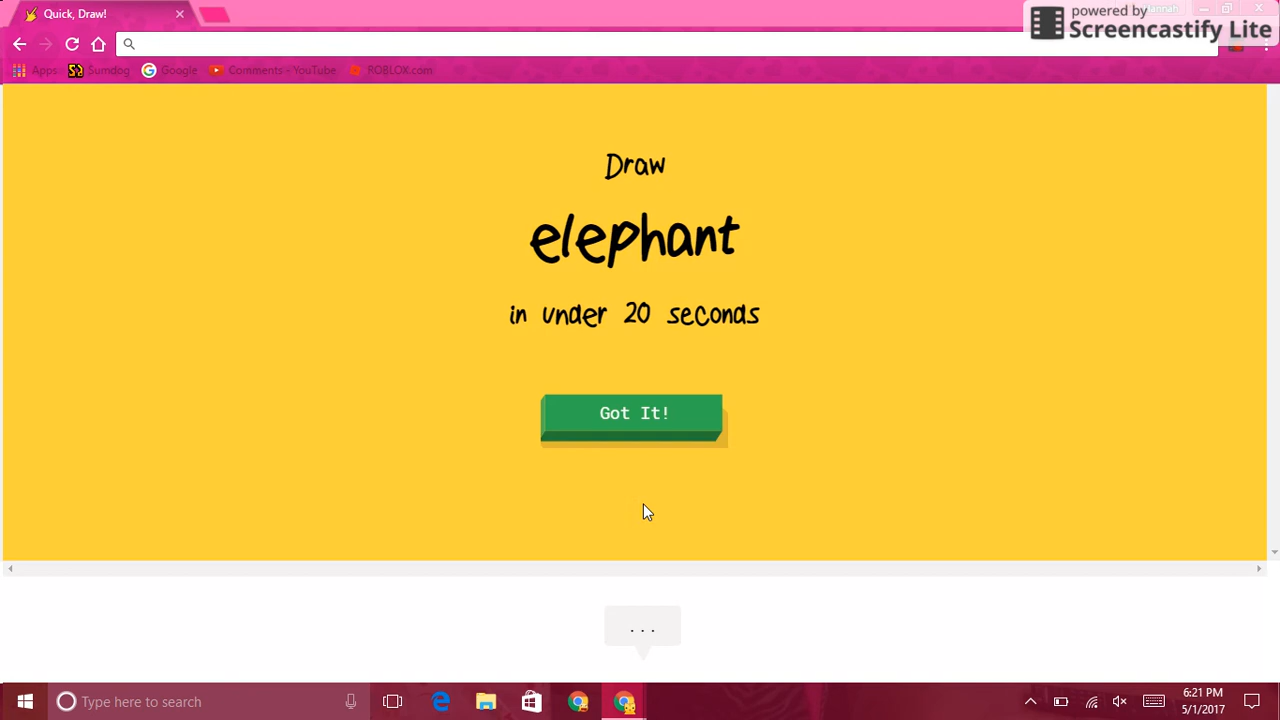 Quick, Draw!
Hannah
powered by
Screencastify Lite
Apps
Sumdog
Google
Comments - YouTube
ROBLOX.com
Draw
elephant
in under 20 seconds
Got It!
...
Type here to search
6:21 PM
5/1/2017